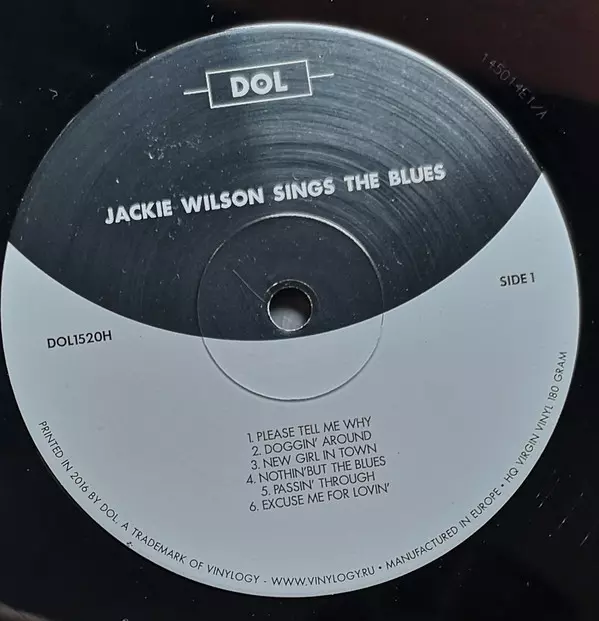 DOL
145014E1/A
JACKIE WILSON SINGS THE BLUES
SIDE 1
DOL1520H
1. PLEASE TELL ME WHY
2. DOGGIN' AROUND
3. NEW GIRL IN TOWN
4. NOTHIN'BUT THE BLUES
5. PASSIN' THROUGH
6. EXCUSE ME FOR LOVIN'
PRINTED IN 2016 BY DOL. A TRADEMARK OF VINYLOGY - WWW.VINYLOGY.RU • MANUFACTURED IN EUROPE • HQ VIRGIN VINYL 180 GRAM